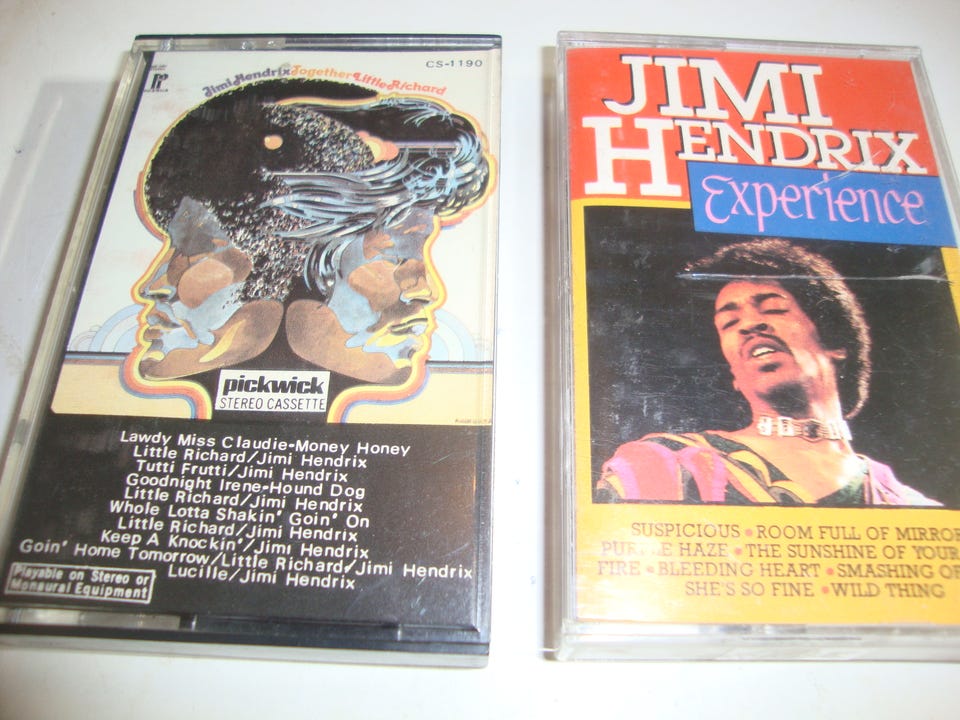 CS-1190
Jimi Hendrix Together Little Richard
pickwick
STEREO CASSETTE
Lawdy Miss Claudie-Money Honey
Little Richard/Jimi Hendrix
Tutti Frutti/Jimi Hendrix
Goodnight Irene-Hound Dog
Little Richard/Jimi Hendrix
Whole Lotta Shakin' Goin' On
Little Richard/Jimi Hendrix
Keep A Knockin'/Jimi Hendrix
Goin' Home Tomorrow/Little Richard/Jimi Hendrix
Lucille/Jimi Hendrix
Playable on Stereo or
Monaural Equipment
JIMI
HENDRIX
Experience
SUSPICIOUS • ROOM FULL OF MIRRO
PURPLE HAZE • THE SUNSHINE OF YOUR
FIRE • BLEEDING HEART • SMASHING OF
SHE'S SO FINE • WILD THING